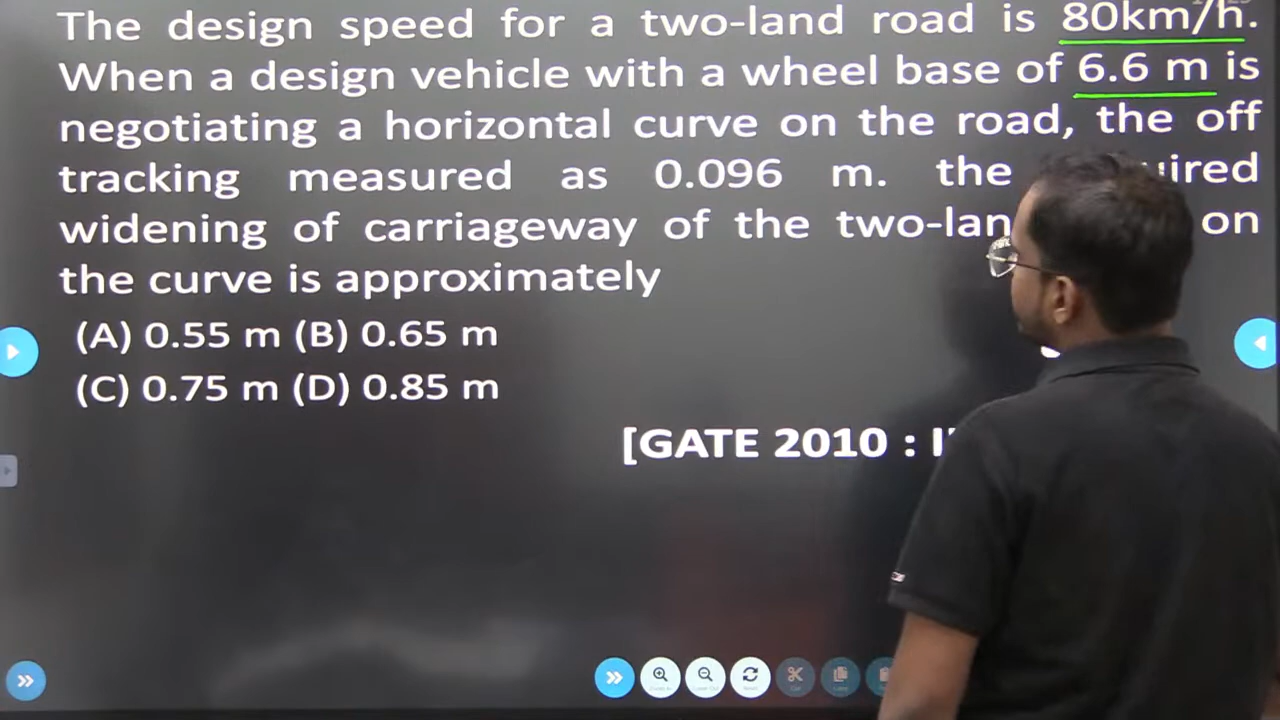 The design speed for a two-land road is 80km/h.
When a design vehicle with a wheel base of 6.6 m is
negotiating a horizontal curve on the road, the off
tracking measured as 0.096 m. the
widening of carriageway of the two-lan on
the curve is approximately
(A) 0.55 m (B) 0.65 m
(C) 0.75 m (D) 0.85 m
[GATE 2010 :